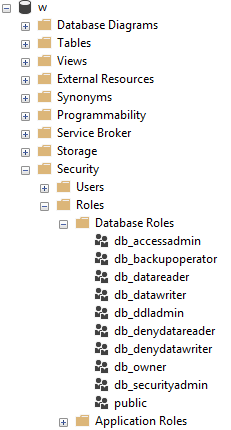 w
Database Diagrams
Tables
Views
External Resources
Synonyms
Programmability
Service Broker
Storage
Security
Users
Roles
Database Roles
db_accessadmin
db_backupoperator
db_datareader
db_datawriter
db_ddladmin
db_denydatareader
db_denydatawriter
db_owner
db_securityadmin
public
Application Roles